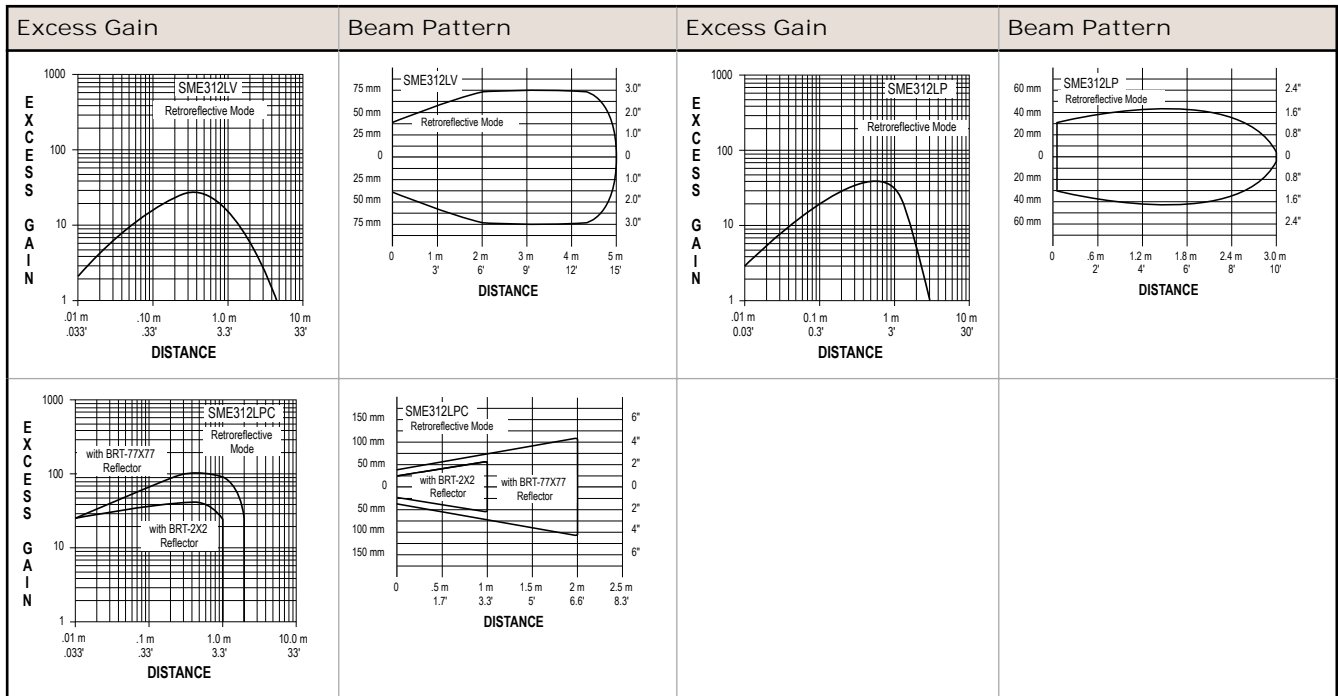 Excess Gain
Beam Pattern
Excess Gain
Beam Pattern
EXCESS GAIN
1000
100
10
1
SME312LV
Retroreflective Mode
.01 m .10 m 1.0 m 10 m
.033' .33' 3.3' 33'
DISTANCE
SME312LV
Retroreflective Mode
75 mm
50 mm
25 mm
0
25 mm
50 mm
75 mm
3.0"
2.0"
1.0"
0
1.0"
2.0"
3.0"
0 1 m 2 m 3 m 4 m 5 m
3' 6' 9' 12' 15'
DISTANCE
EXCESS GAIN
1000
100
10
1
SME312LP
Retroreflective Mode
.01 m 0.1 m 1 m 10 m
0.03' 0.3' 3' 30'
DISTANCE
SME312LP
Retroreflective Mode
60 mm
40 mm
20 mm
0
20 mm
40 mm
60 mm
2.4"
1.6"
0.8"
0
0.8"
1.6"
2.4"
0 .6 m 1.2 m 1.8 m 2.4 m 3.0 m
2' 4' 6' 8' 10'
DISTANCE
EXCESS GAIN
1000
100
10
1
SME312LPC
Retroreflective
Mode
with BRT-77X77
Reflector
with BRT-2X2
Reflector
.01 m .1 m 1.0 m 10.0 m
.033' .33' 3.3' 33'
DISTANCE
SME312LPC
Retroreflective Mode
150 mm
100 mm
50 mm
0
50 mm
100 mm
150 mm
with BRT-2X2
Reflector
with BRT-77X77
Reflector
6"
4"
2"
0
2"
4"
6"
0 .5 m 1 m 1.5 m 2 m 2.5 m
1.7' 3.3' 5' 6.6' 8.3'
DISTANCE